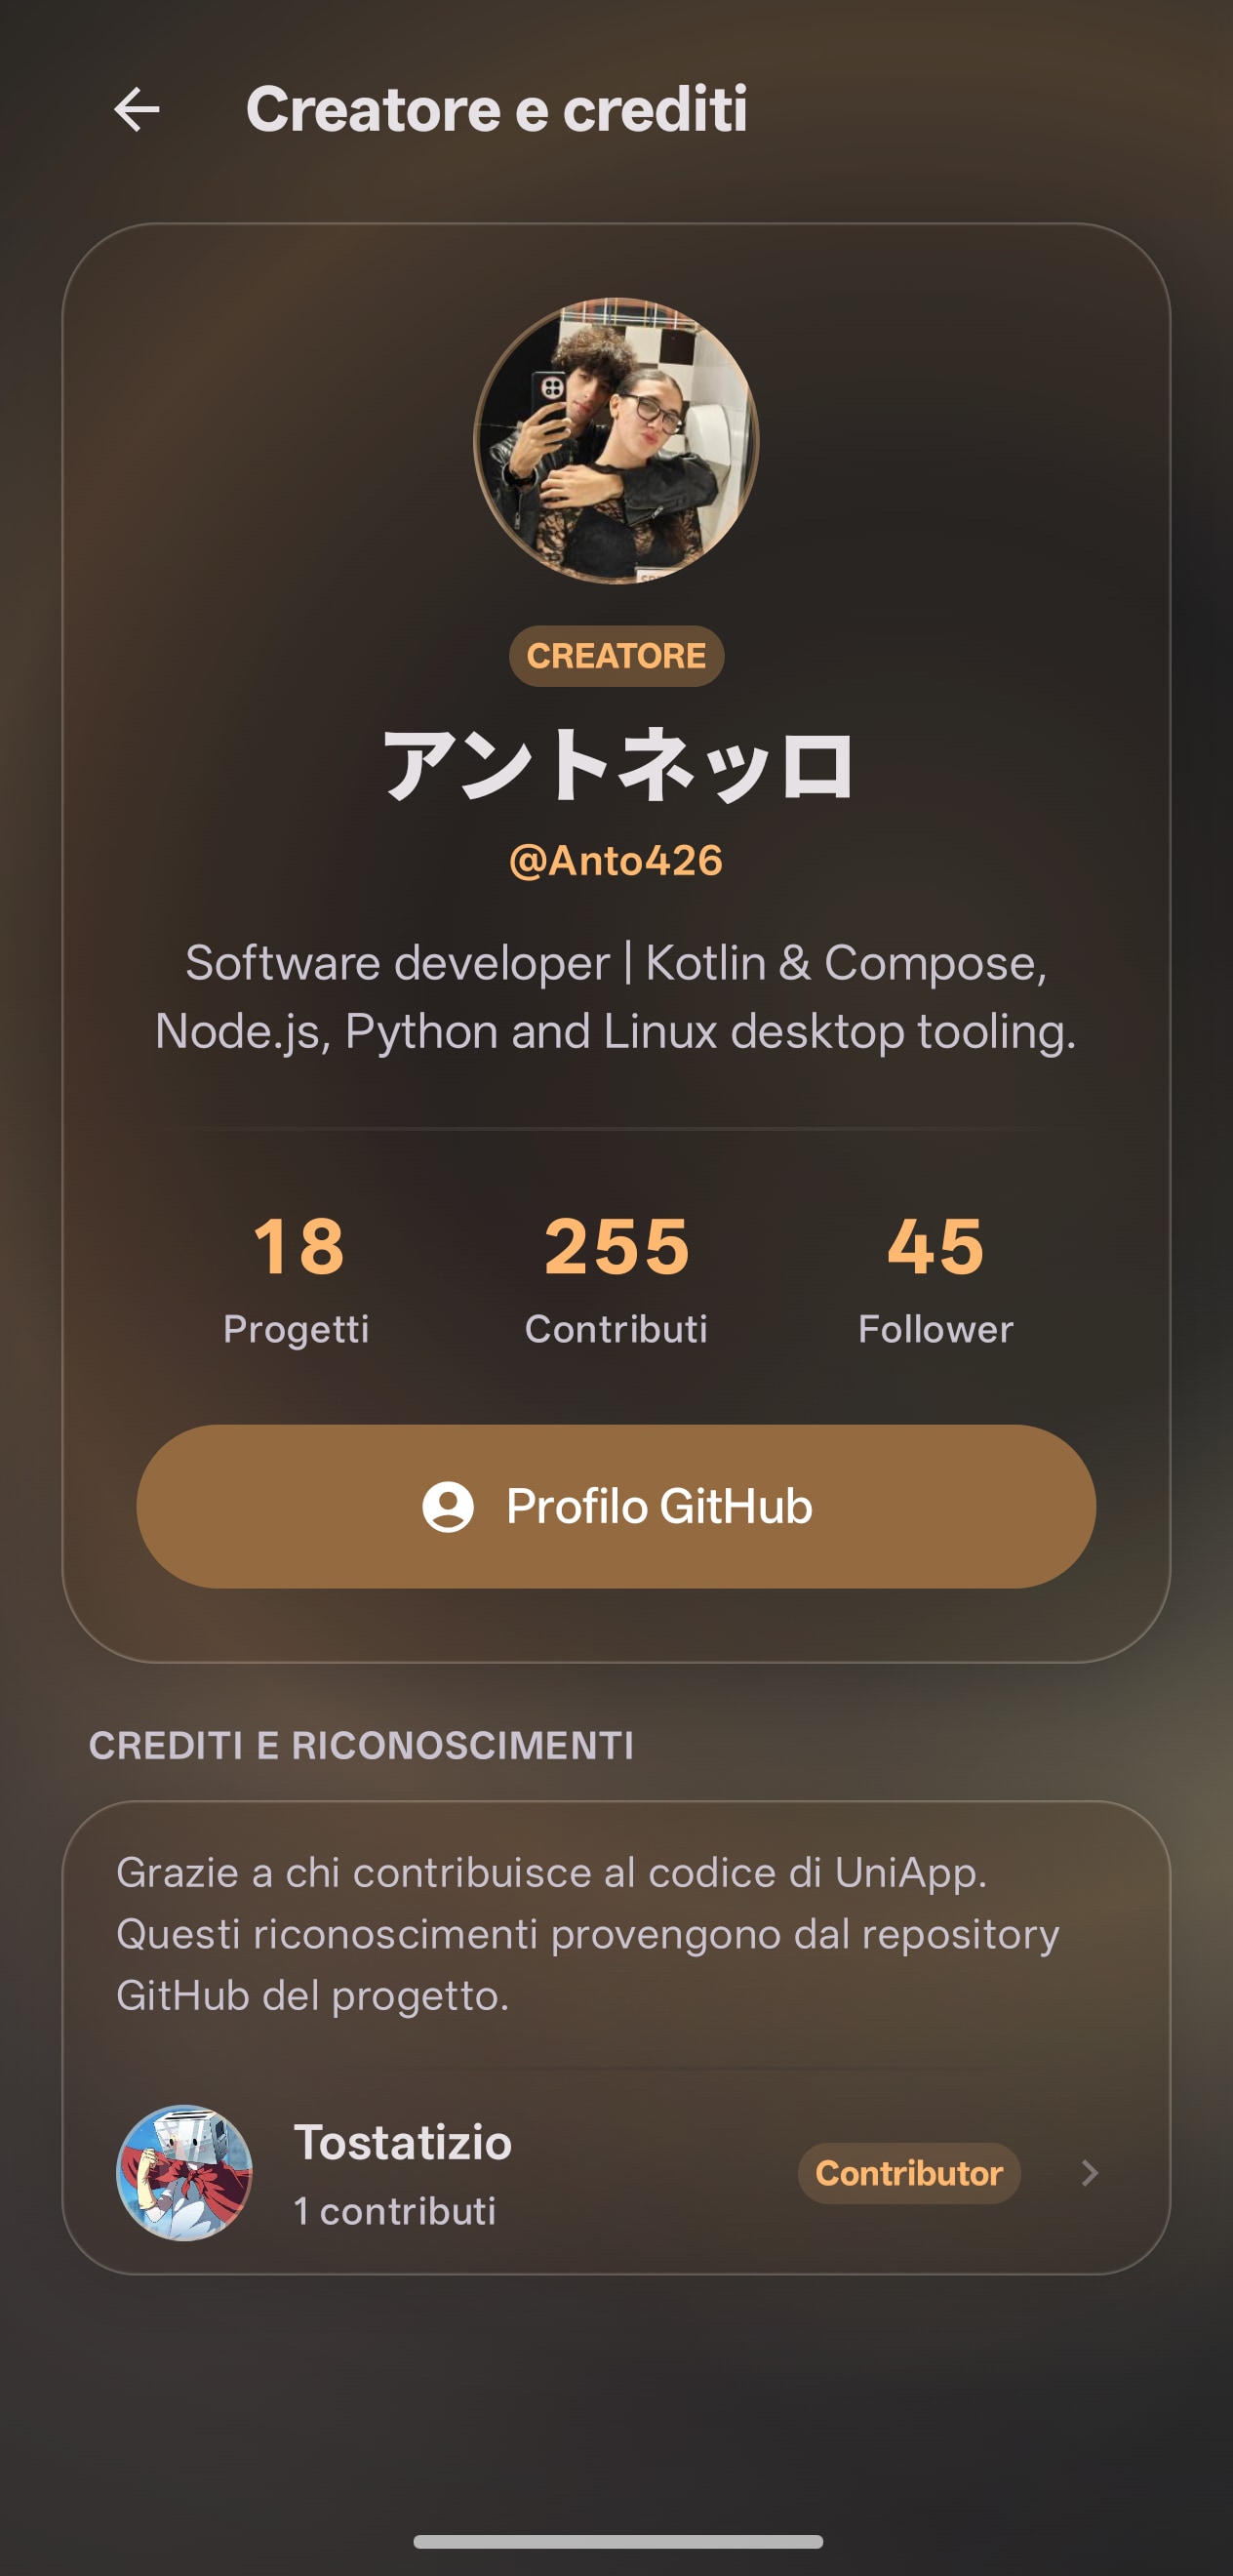 Creatore e crediti
CREATORE
アントネッロ
@Anto426
Software developer | Kotlin & Compose,
Node.js, Python and Linux desktop tooling.
18
255
45
Progetti
Contributi
Follower
Profilo GitHub
CREDITI E RICONOSCIMENTI
Grazie a chi contribuisce al codice di UniApp.
Questi riconoscimenti provengono dal repository
GitHub del progetto.
Tostatizio
1 contributi
Contributor